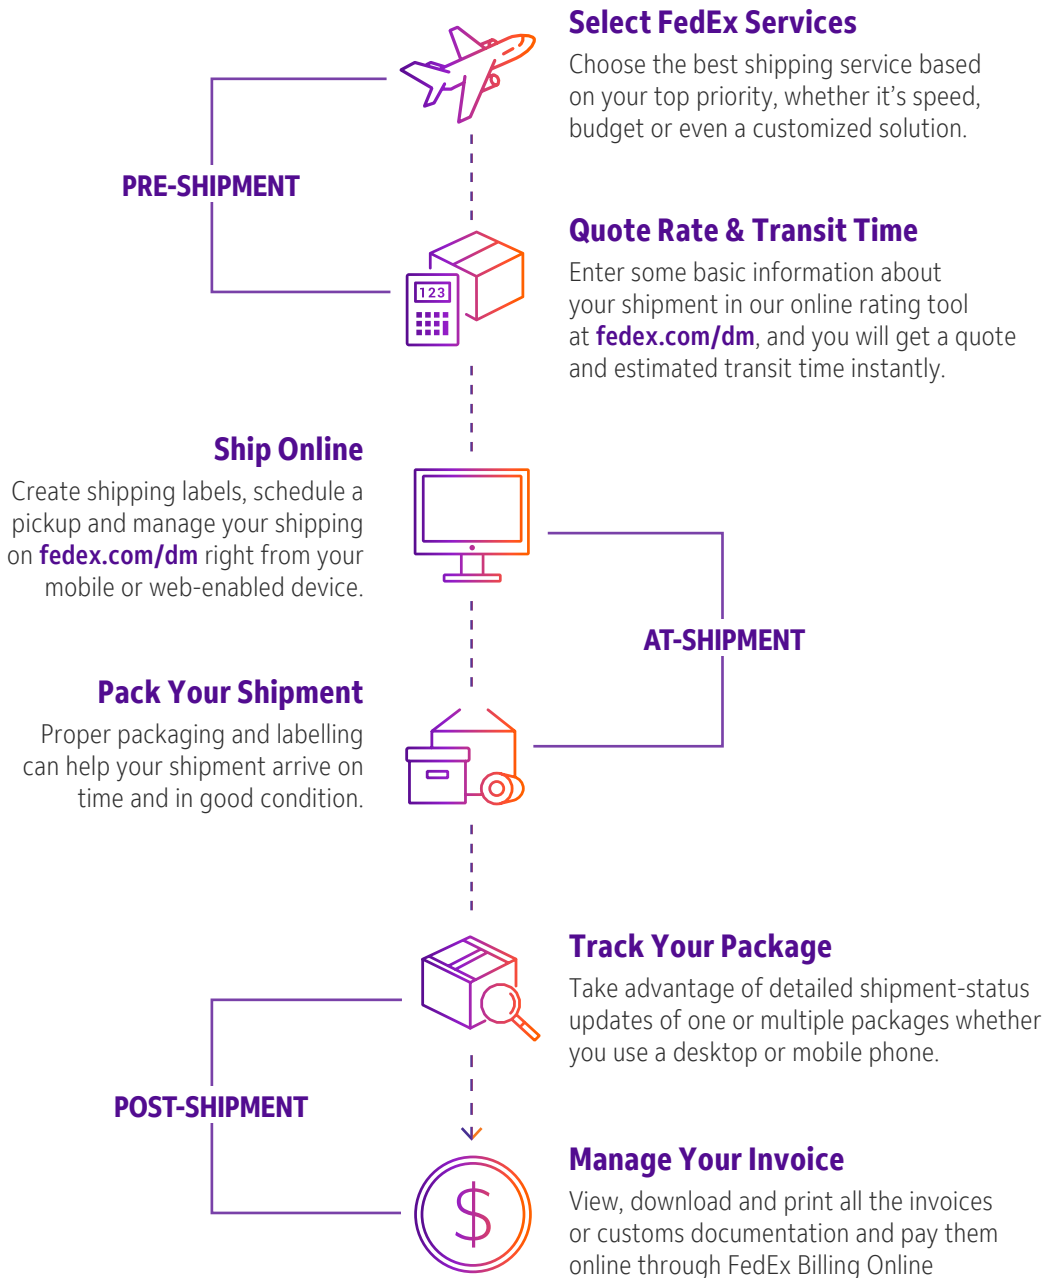 Select FedEx Services
Choose the best shipping service based
on your top priority, whether it’s speed,
budget or even a customized solution.
PRE-SHIPMENT
Quote Rate & Transit Time
Enter some basic information about
your shipment in our online rating tool
at fedex.com/dm, and you will get a quote
and estimated transit time instantly.
123
Ship Online
Create shipping labels, schedule a
pickup and manage your shipping
on fedex.com/dm right from your
mobile or web-enabled device.
AT-SHIPMENT
Pack Your Shipment
Proper packaging and labelling
can help your shipment arrive on
time and in good condition.
Track Your Package
Take advantage of detailed shipment-status
updates of one or multiple packages whether
you use a desktop or mobile phone.
POST-SHIPMENT
Manage Your Invoice
View, download and print all the invoices
or customs documentation and pay them
online through FedEx Billing Online
$